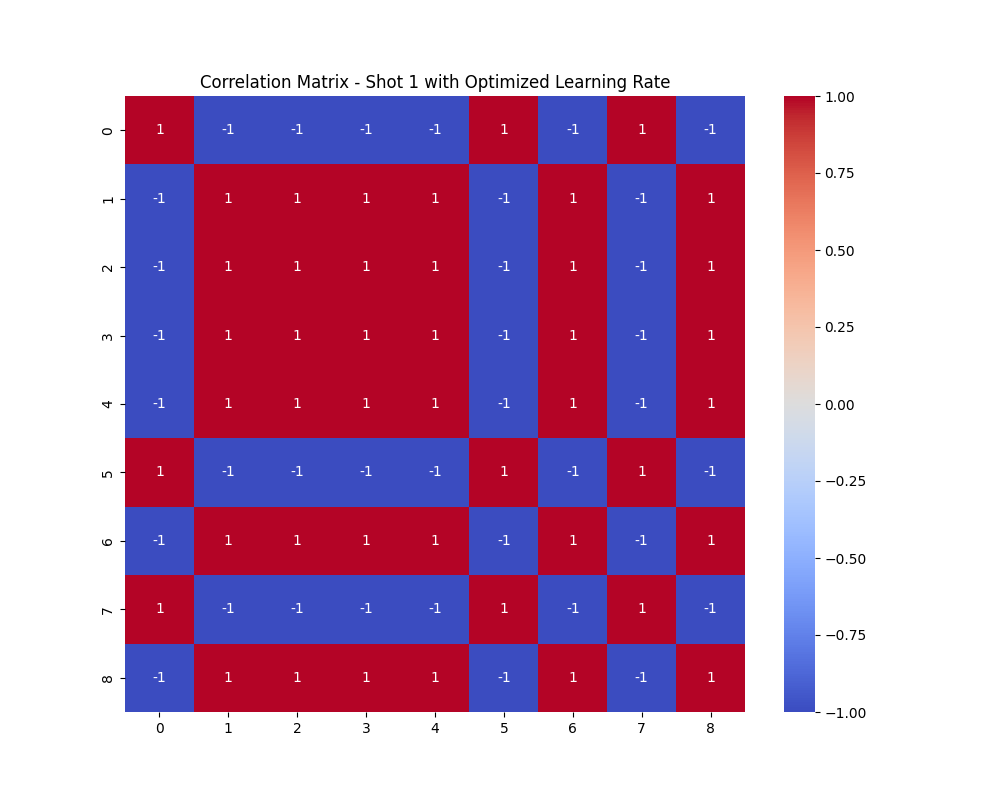 Correlation Matrix - Shot 1 with Optimized Learning Rate
0 1 -1 -1 -1 -1 1 -1 1 -1
1 -1 1 1 1 1 -1 1 -1 1
2 -1 1 1 1 1 -1 1 -1 1
3 -1 1 1 1 1 -1 1 -1 1
4 -1 1 1 1 1 -1 1 -1 1
5 1 -1 -1 -1 -1 1 -1 1 -1
6 -1 1 1 1 1 -1 1 -1 1
7 1 -1 -1 -1 -1 1 -1 1 -1
8 -1 1 1 1 1 -1 1 -1 1
0 1 2 3 4 5 6 7 8
1.00
0.75
0.50
0.25
0.00
−0.25
−0.50
−0.75
−1.00